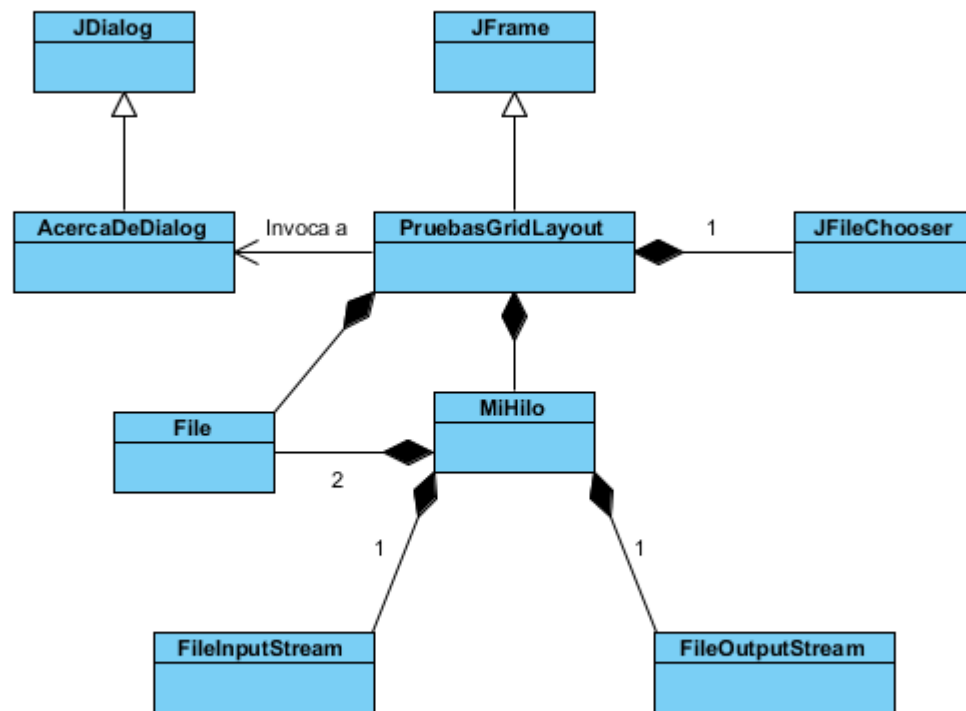 JDialog
JFrame
AcercaDeDialog
Invoca a
PruebasGridLayout
1
JFileChooser
MiHilo
File
2
1
1
FileInputStream
FileOutputStream